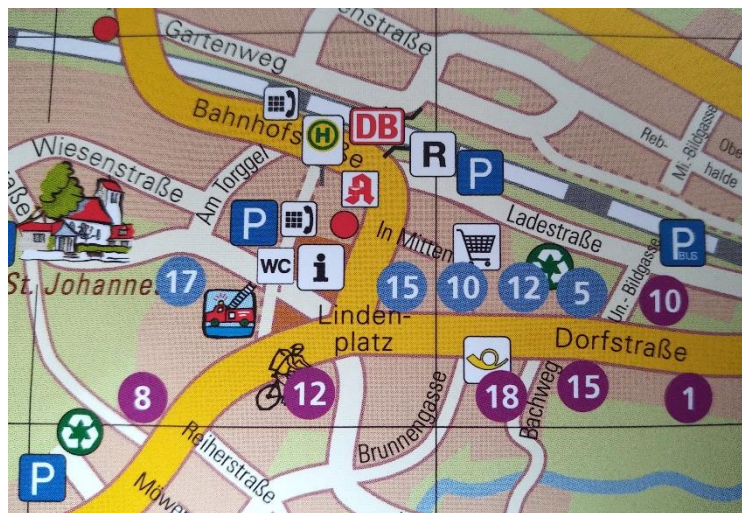 Gartenweg
enstraße
Bahnhofstraße
H
DB
R
P
Reb-
halde
Mi.-Bildgasse
Obe
Wiesenstraße
Am Torggel
straße
P
In Mitten
Ladestraße
Un.- Bildgasse
P
BUS
St. Johanne
17
WC
i
15
10
12
5
10
Linden-
platz
Dorfstraße
8
12
18
15
1
Brunnengasse
Bachweg
Reiherstraße
Möwe
P